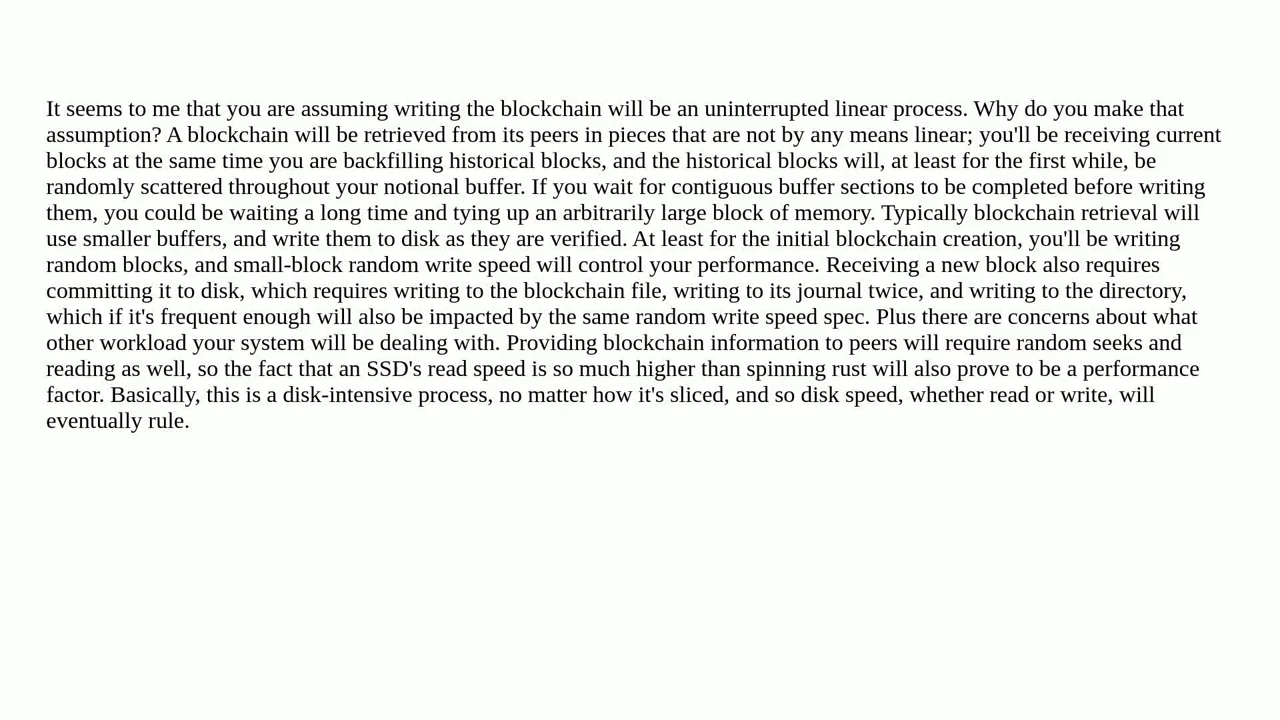 It seems to me that you are assuming writing the blockchain will be an uninterrupted linear process. Why do you make that
assumption? A blockchain will be retrieved from its peers in pieces that are not by any means linear; you'll be receiving current
blocks at the same time you are backfilling historical blocks, and the historical blocks will, at least for the first while, be
randomly scattered throughout your notional buffer. If you wait for contiguous buffer sections to be completed before writing
them, you could be waiting a long time and tying up an arbitrarily large block of memory. Typically blockchain retrieval will
use smaller buffers, and write them to disk as they are verified. At least for the initial blockchain creation, you'll be writing
random blocks, and small-block random write speed will control your performance. Receiving a new block also requires
committing it to disk, which requires writing to the blockchain file, writing to its journal twice, and writing to the directory,
which if it's frequent enough will also be impacted by the same random write speed spec. Plus there are concerns about what
other workload your system will be dealing with. Providing blockchain information to peers will require random seeks and
reading as well, so the fact that an SSD's read speed is so much higher than spinning rust will also prove to be a performance
factor. Basically, this is a disk-intensive process, no matter how it's sliced, and so disk speed, whether read or write, will
eventually rule.